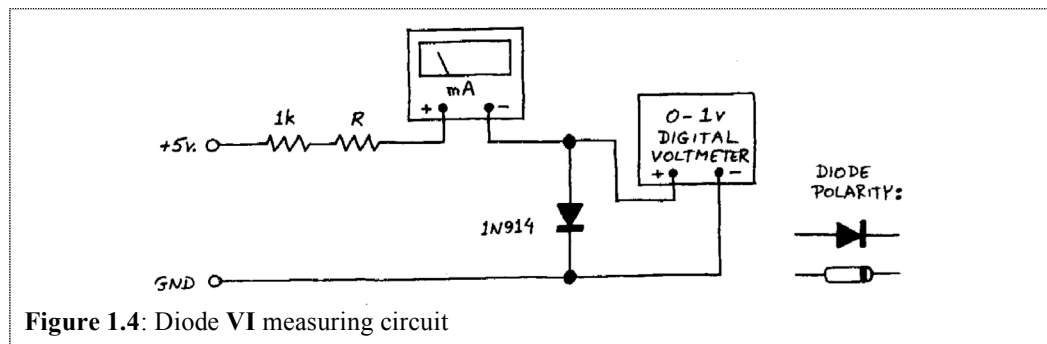 mA
+ -
1k R
+5v.
0-1v
DIGITAL
VOLTMETER
+ -
DIODE
POLARITY:
1N914
GND
Figure 1.4: Diode VI measuring circuit